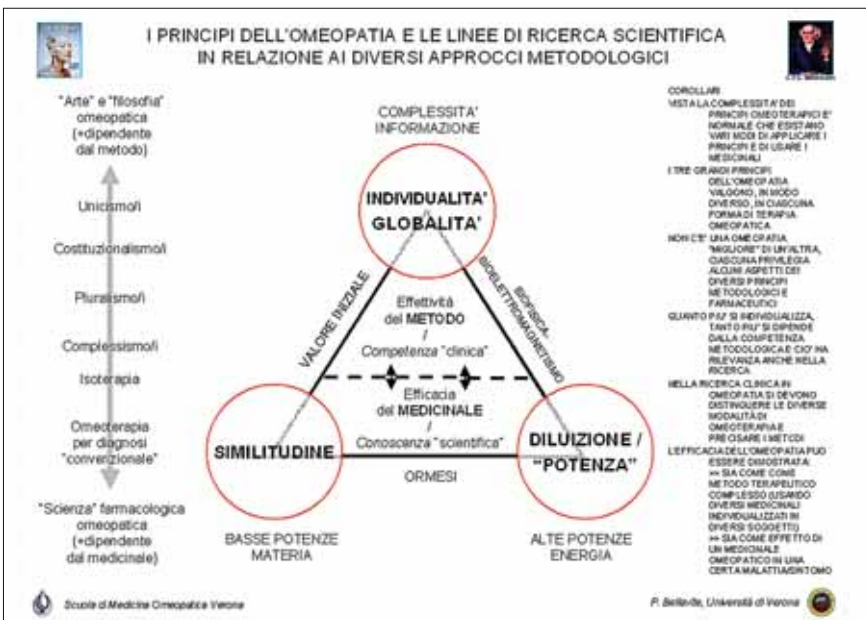 I PRINCIPI DELL'OMEOPATIA E LE LINEE DI RICERCA SCIENTIFICA
IN RELAZIONE AI DIVERSI APPROCCI METODOLOGICI
"Arte" e "filosofia"
omeopatica
(+dipendente
dal metodo)
Unicismo/i
Costituzionalismo/i
Pluralismo/i
Complessismo/i
Isoterapia
Omeoterapia
per diagnosi
"convenzionale"
"Scienza" farmacologica
omeopatica
(+dipendente
dal medicinale)
COMPLESSITA'
INFORMAZIONE
INDIVIDUALITA'
GLOBALITA'
VALORE INIZIALE
BIOFISICA-
BIOELETTROMAGNETISMO
Effettività
del METODO
/
Competenza "clinica"
Efficacia
del MEDICINALE
/
Conoscenza "scientifica"
SIMILITUDINE
DILUIZIONE /
"POTENZA"
ORMESI
BASSE POTENZE
MATERIA
ALTE POTENZE
ENERGIA
COROLLARI
VISTA LA COMPLESSITA' DEI
PRINCIPI OMEOTERAPICI E'
NORMALE CHE ESISTANO
VARI MODI DI APPLICARE I
PRINCIPI E DI USARE I
MEDICINALI
I TRE GRANDI PRINCIPI
DELL'OMEOPATIA
VALGONO, IN MODO
DIVERSO, IN CIASCUNA
FORMA DI TERAPIA
OMEOPATICA
NON C'E' UNA OMEOPATIA
"MIGLIORE" DI UN'ALTRA,
CIASCUNA PRIVILEGIA
ALCUNI ASPETTI DEI
DIVERSI PRINCIPI
METODOLOGICI E
FARMACEUTICI
QUANTO PIU' SI INDIVIDUALIZZA,
TANTO PIU' SI DIPENDE
DALLA COMPETENZA
METODOLOGICA E CIO' HA
RILEVANZA ANCHE NELLA
RICERCA
NELLA RICERCA CLINICA IN
OMEOPATIA SI DEVONO
DISTINGUERE LE DIVERSE
MODALITÀ DI
OMEOTERAPIA E
PRECISARE I METODI
L'EFFICACIA DELL'OMEOPATIA PUO'
ESSERE DIMOSTRATA:
>> SIA COME COME
METODO TERAPEUTICO
COMPLESSO (USANDO
DIVERSI MEDICINALI
INDIVIDUALIZZATI IN
DIVERSI SOGGETTI)
>> SIA COME EFFETTO DI
UN MEDICINALE
OMEOPATICO IN UNA
CERTA MALATTIA/SINTOMO
Scuola di Medicina Omeopatica Verona
P. Bellavite, Università di Verona